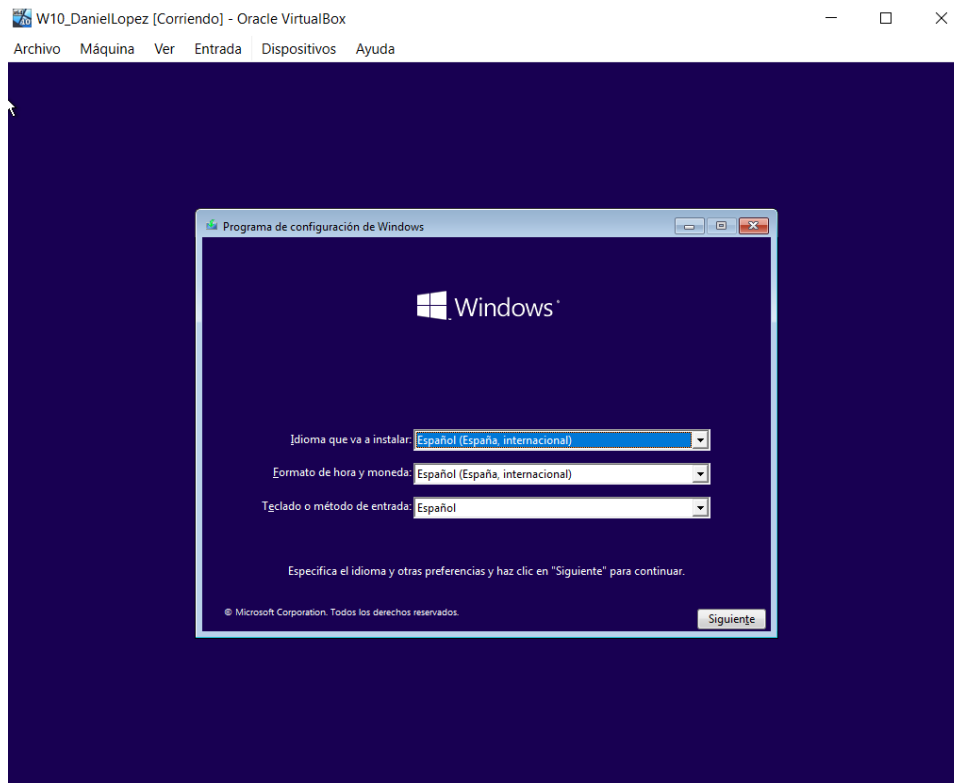 W10_DanielLopez [Corriendo] - Oracle VirtualBox
Archivo Máquina Ver Entrada Dispositivos Ayuda
Programa de configuración de Windows
Windows
Idioma que va a instalar: Español (España, internacional)
Formato de hora y moneda: Español (España, internacional)
Teclado o método de entrada: Español
Especifica el idioma y otras preferencias y haz clic en "Siguiente" para continuar.
© Microsoft Corporation. Todos los derechos reservados.
Siguiente